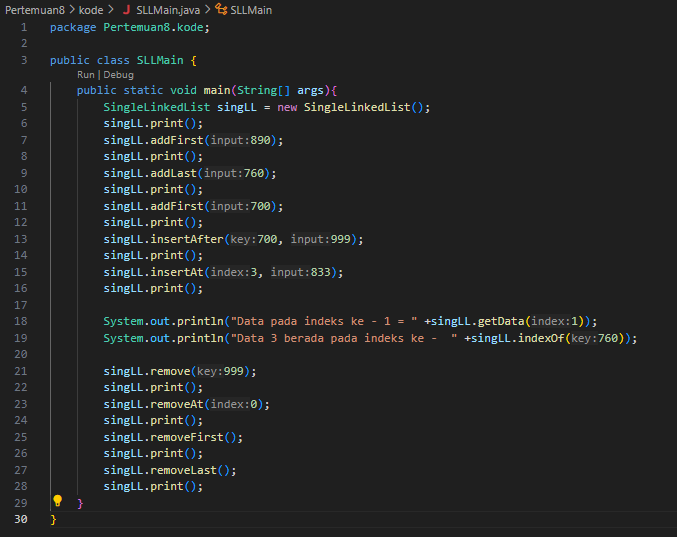 Pertemuan8 > kode > J SLLMain.java > SLLMain
1 package Pertemuan8.kode;
2
3 public class SLLMain {
Run | Debug
4 public static void main(String[] args){
5 SingleLinkedList singLL = new SingleLinkedList();
6 singLL.print();
7 singLL.addFirst(input:890);
8 singLL.print();
9 singLL.addLast(input:760);
10 singLL.print();
11 singLL.addFirst(input:700);
12 singLL.print();
13 singLL.insertAfter(key:700, input:999);
14 singLL.print();
15 singLL.insertAt(index:3, input:833);
16 singLL.print();
17
18 System.out.println("Data pada indeks ke - 1 = " +singLL.getData(index:1));
19 System.out.println("Data 3 berada pada indeks ke -  " +singLL.indexOf(key:760));
20
21 singLL.remove(key:999);
22 singLL.print();
23 singLL.removeAt(index:0);
24 singLL.print();
25 singLL.removeFirst();
26 singLL.print();
27 singLL.removeLast();
28 singLL.print();
29 }
30 }